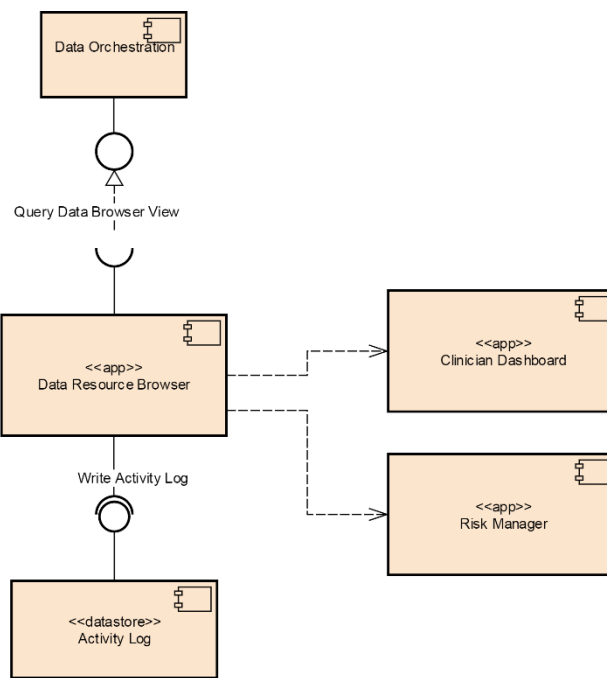 Data Orchestration
Query Data Browser View
<<app>>
Data Resource Browser
<<app>>
Clinician Dashboard
Write Activity Log
<<app>>
Risk Manager
<<datastore>>
Activity Log